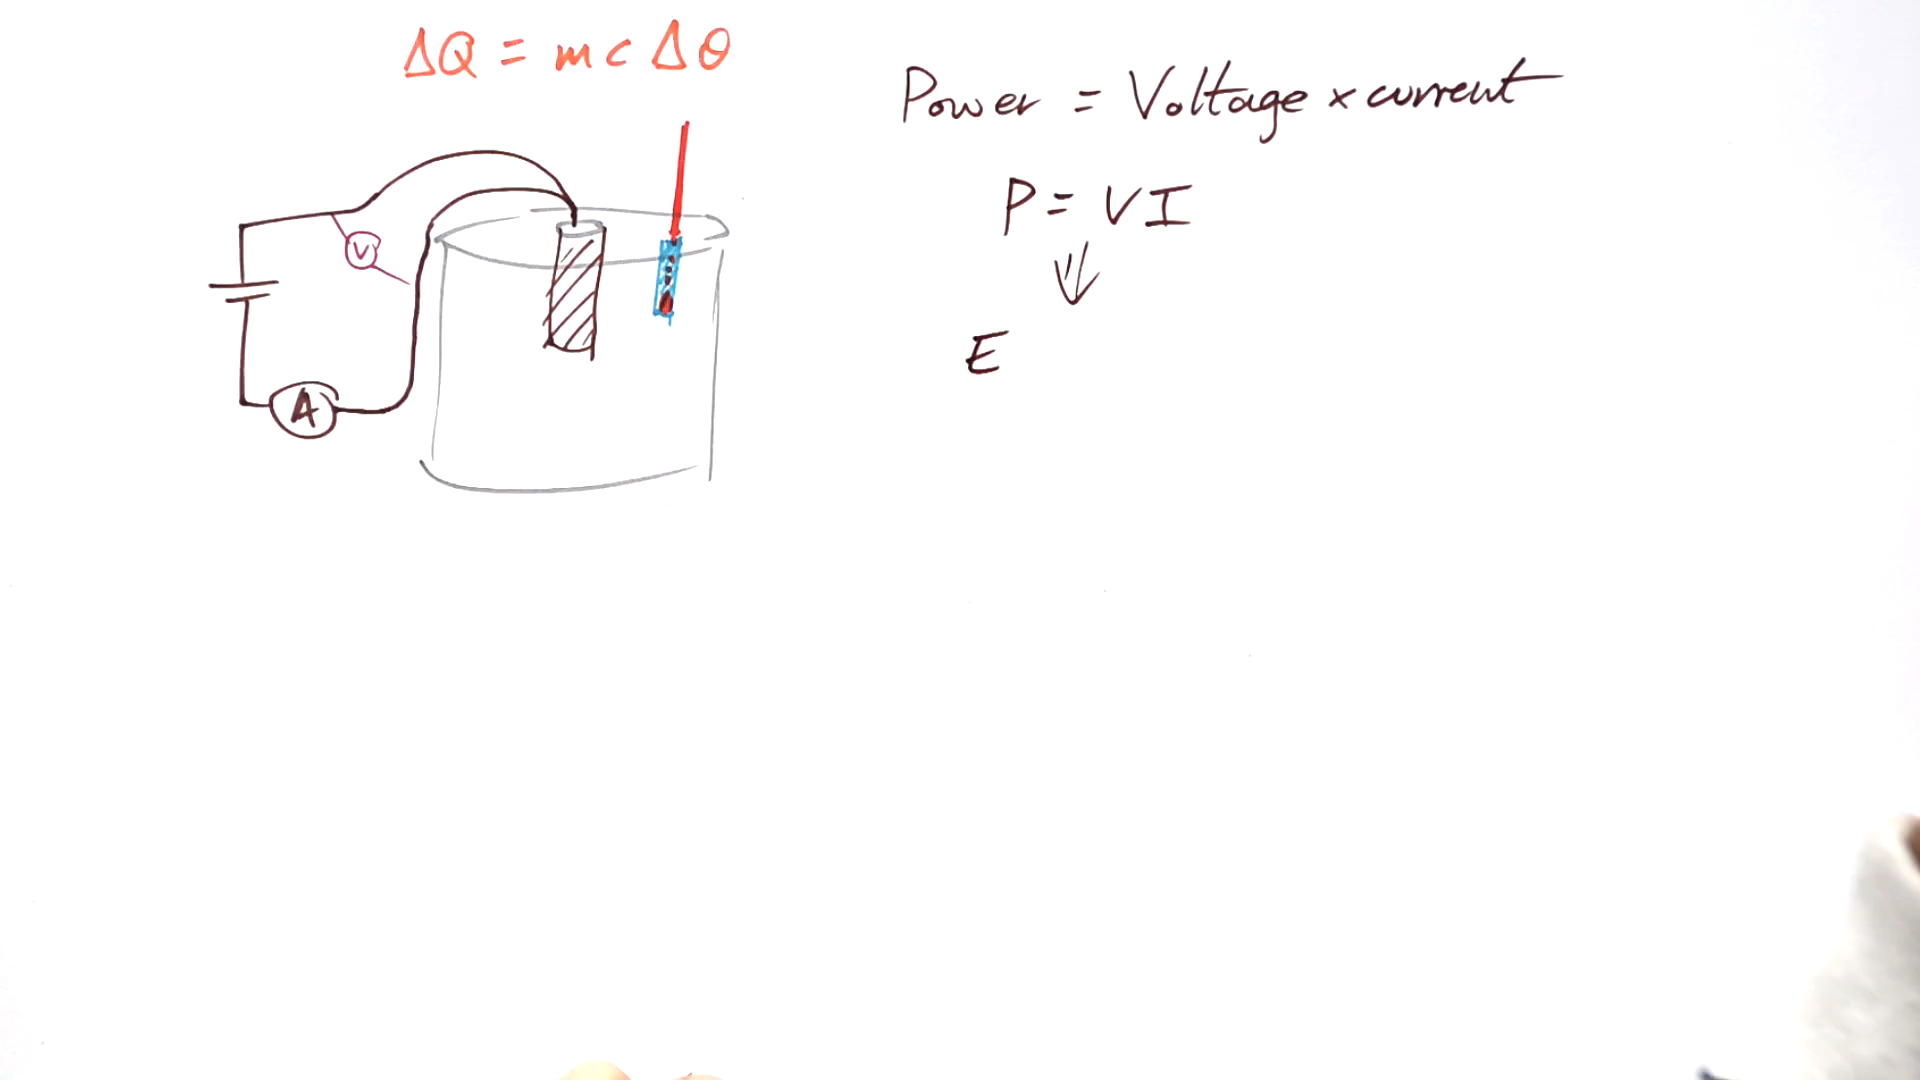 ΔQ = mcΔθ
Power = Voltage × current
P = VI
E
V
A